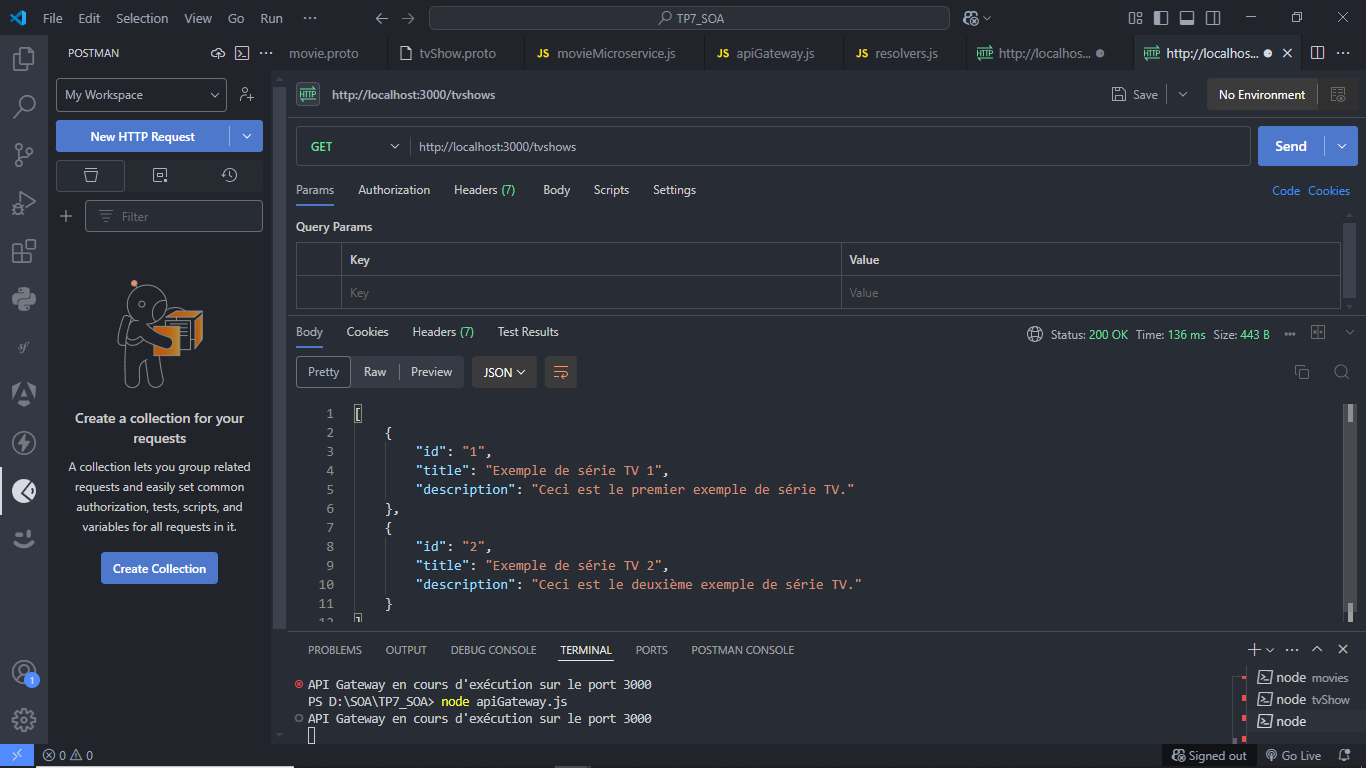 File Edit Selection View Go Run ··· TP7_SOA
POSTMAN
movie.proto tvShow.proto JS movieMicroservice.js JS apiGateway.js JS resolvers.js HTTP http://localhos... HTTP http://localhos...
My Workspace
New HTTP Request
Filter
Create a collection for your
requests
A collection lets you group related
requests and easily set common
authorization, tests, scripts, and
variables for all requests in it.
Create Collection
HTTP http://localhost:3000/tvshows Save No Environment
GET http://localhost:3000/tvshows Send
Params Authorization Headers (7) Body Scripts Settings Code Cookies
Query Params
Key Value
Key Value
Body Cookies Headers (7) Test Results Status: 200 OK Time: 136 ms Size: 443 B
Pretty Raw Preview JSON
1 [
2 {
3 "id": "1",
4 "title": "Exemple de série TV 1",
5 "description": "Ceci est le premier exemple de série TV."
6 },
7 {
8 "id": "2",
9 "title": "Exemple de série TV 2",
10 "description": "Ceci est le deuxième exemple de série TV."
11 }
12 ]
PROBLEMS OUTPUT DEBUG CONSOLE TERMINAL PORTS POSTMAN CONSOLE
API Gateway en cours d'exécution sur le port 3000
PS D:\SOA\TP7_SOA> node apiGateway.js
API Gateway en cours d'exécution sur le port 3000
node movies
node tvShow
node
1
0 0 Signed out Go Live